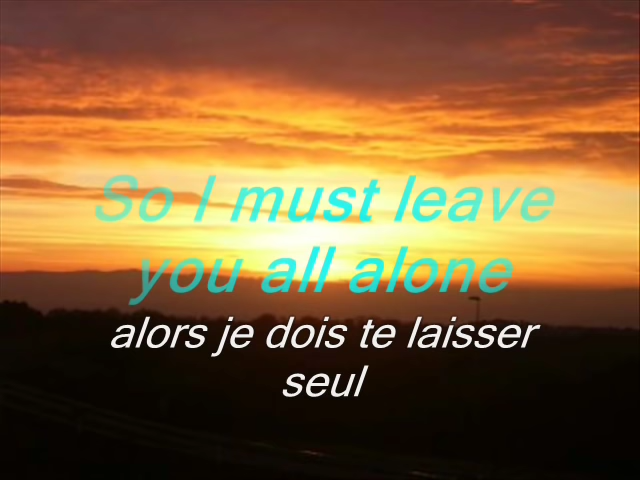 So I must leave
you all alone
alors je dois te laisser
seul